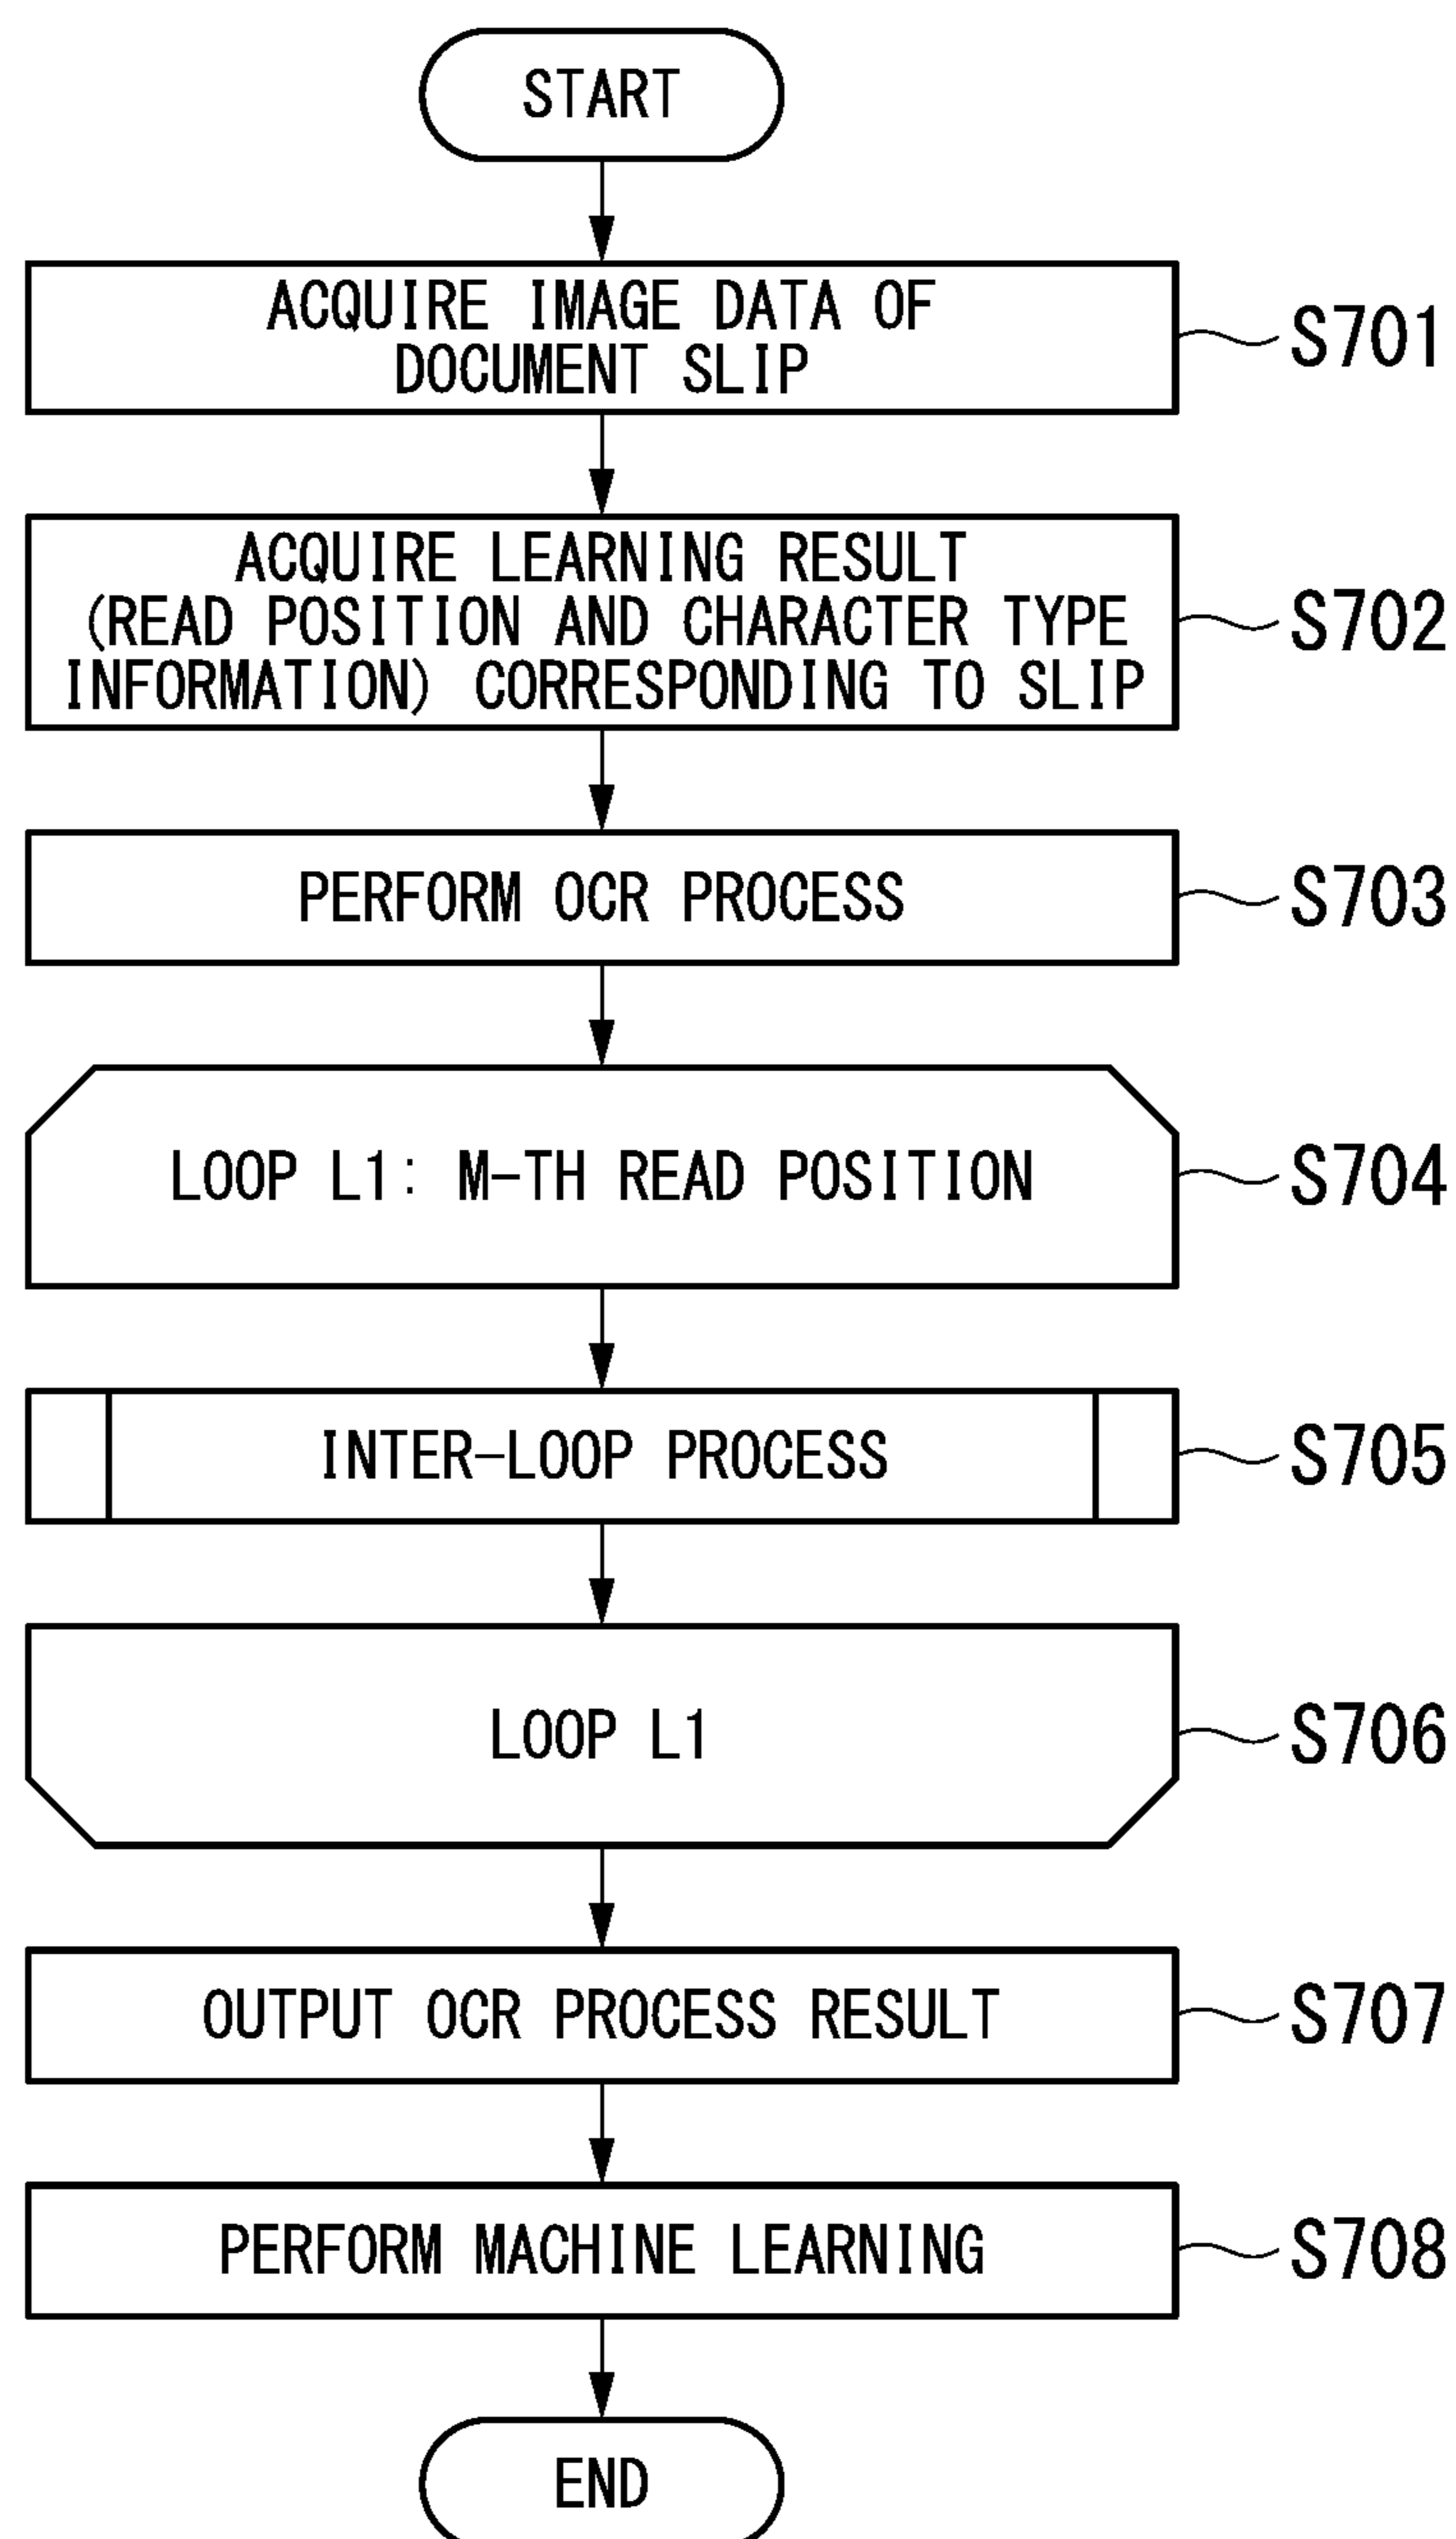 START
ACQUIRE IMAGE DATA OF
DOCUMENT SLIP
S701
ACQUIRE LEARNING RESULT
(READ POSITION AND CHARACTER TYPE
INFORMATION) CORRESPONDING TO SLIP
S702
PERFORM OCR PROCESS
S703
LOOP L1: M-TH READ POSITION
S704
INTER-LOOP PROCESS
S705
LOOP L1
S706
OUTPUT OCR PROCESS RESULT
S707
PERFORM MACHINE LEARNING
S708
END